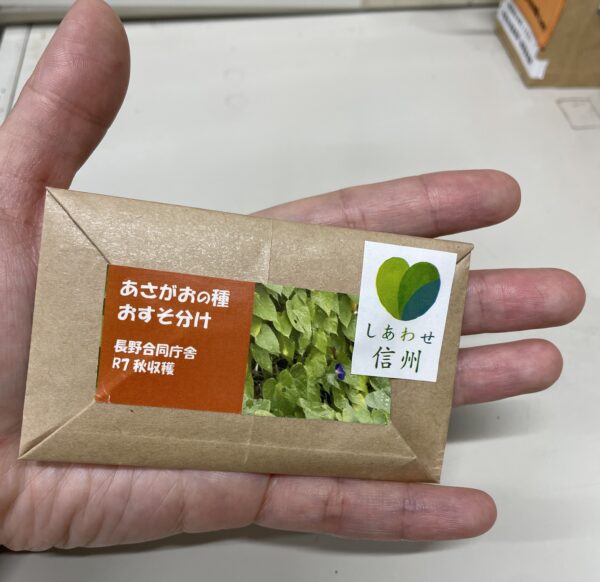 あさがおの種
おすそ分け
長野合同庁舎
R7 秋収穫
しあわせ
信州